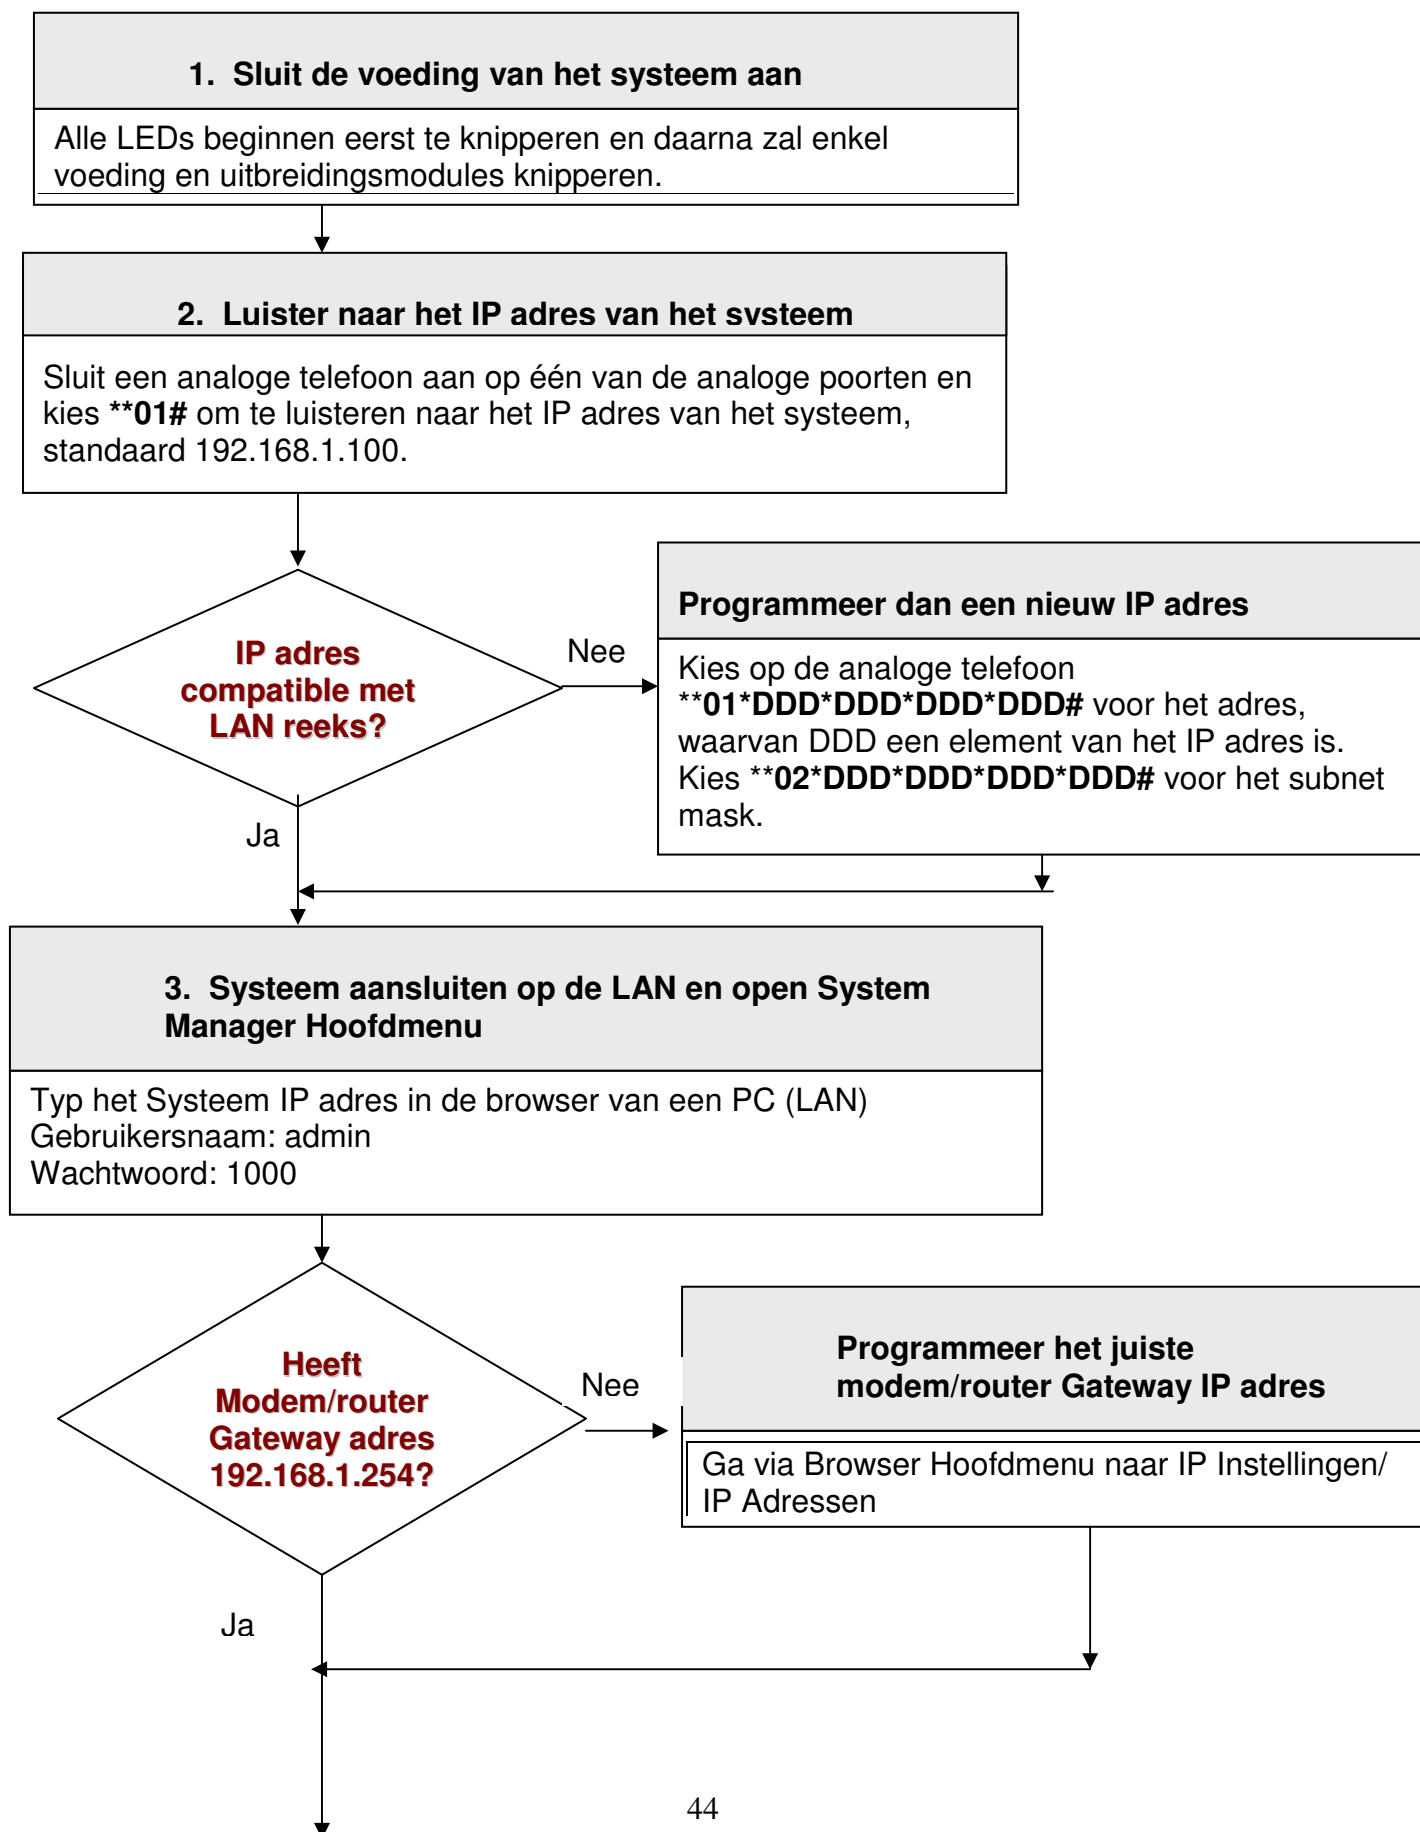 1. Sluit de voeding van het systeem aan
Alle LEDs beginnen eerst te knipperen en daarna zal enkel
voeding en uitbreidingsmodules knipperen.
2. Luister naar het IP adres van het systeem
Sluit een analoge telefoon aan op één van de analoge poorten en
kies **01# om te luisteren naar het IP adres van het systeem,
standaard 192.168.1.100.
IP adres
compatible met
LAN reeks?
Nee
Programmeer dan een nieuw IP adres
Kies op de analoge telefoon
**01*DDD*DDD*DDD*DDD# voor het adres,
waarvan DDD een element van het IP adres is.
Kies **02*DDD*DDD*DDD*DDD# voor het subnet
mask.
Ja
3. Systeem aansluiten op de LAN en open System
Manager Hoofdmenu
Typ het Systeem IP adres in de browser van een PC (LAN)
Gebruikersnaam: admin
Wachtwoord: 1000
Heeft
Modem/router
Gateway adres
192.168.1.254?
Nee
Programmeer het juiste
modem/router Gateway IP adres
Ga via Browser Hoofdmenu naar IP Instellingen/
IP Adressen
Ja
44